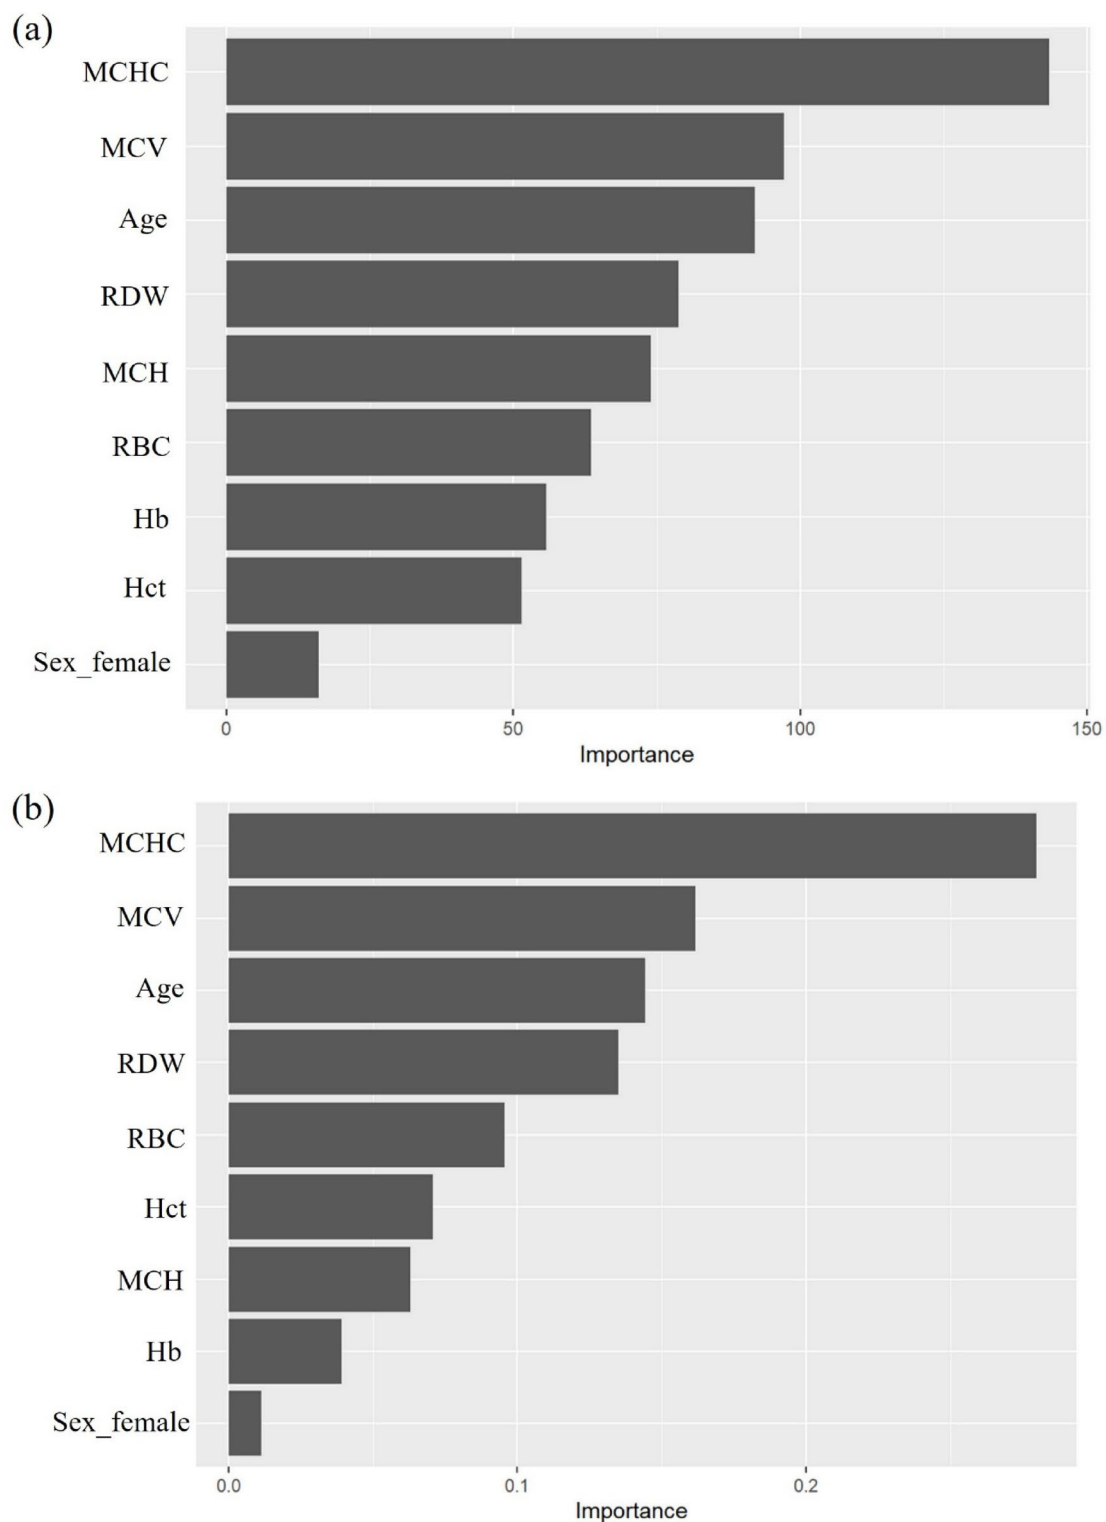 (a)
MCHC
MCV
Age
RDW
MCH
RBC
Hb
Hct
Sex_female
0 50 100 150
Importance
(b)
MCHC
MCV
Age
RDW
RBC
Hct
MCH
Hb
Sex_female
0.0 0.1 0.2
Importance